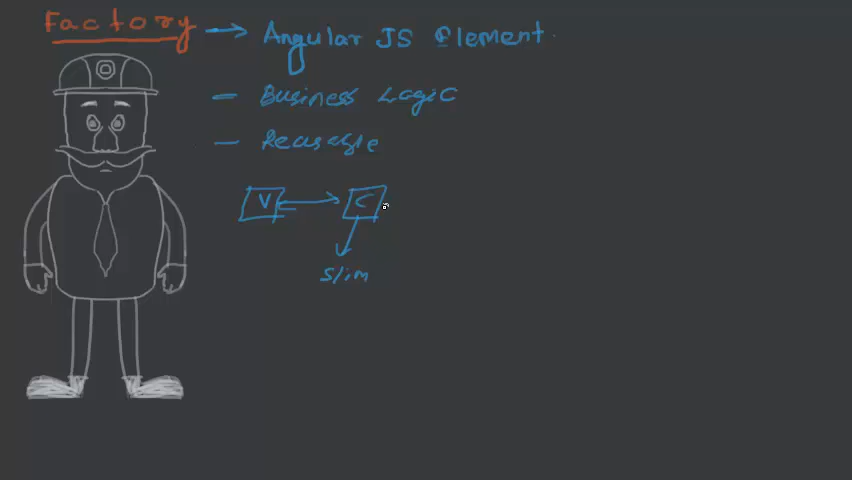 Factory → Angular JS Element.
- Business Logic
- Reusable
V C
slim